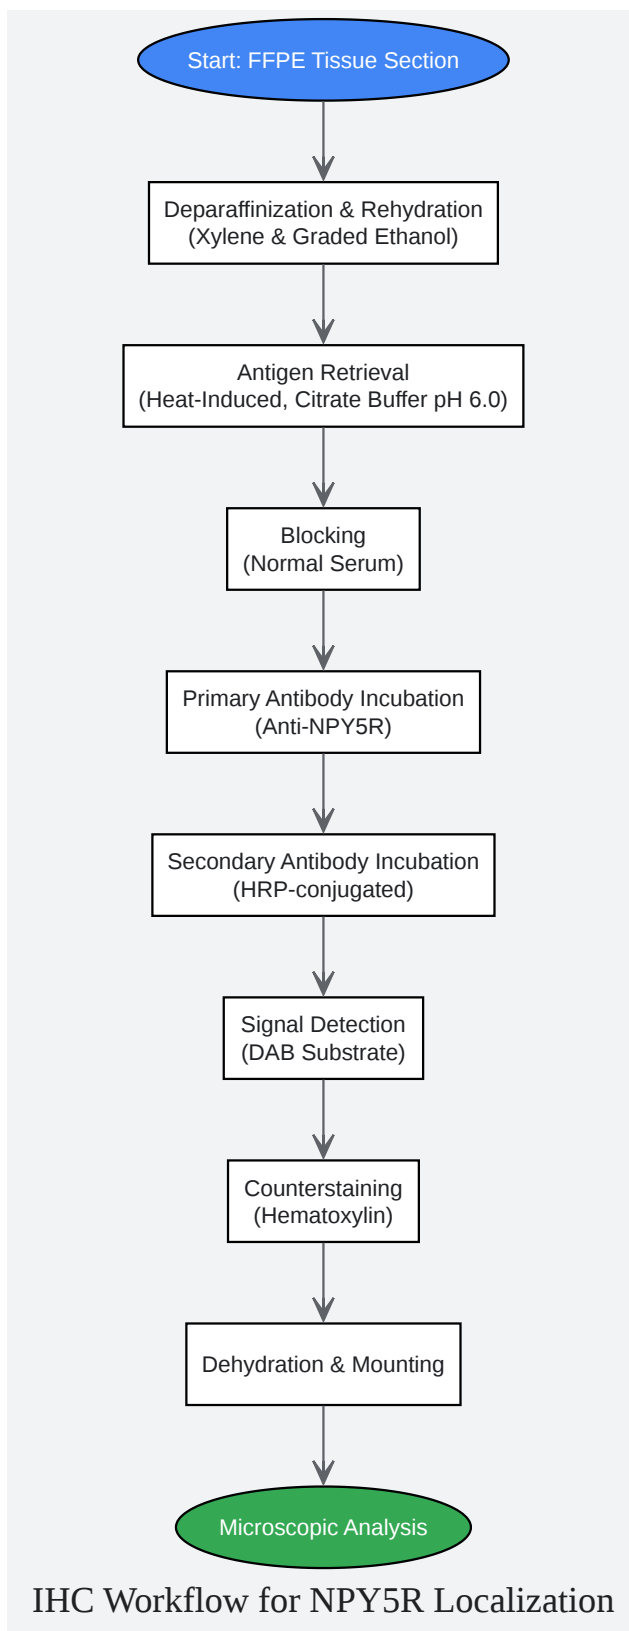 Start: FFPE Tissue Section
Deparaffinization & Rehydration
(Xylene & Graded Ethanol)
Antigen Retrieval
(Heat-Induced, Citrate Buffer pH 6.0)
Blocking
(Normal Serum)
Primary Antibody Incubation
(Anti-NPY5R)
Secondary Antibody Incubation
(HRP-conjugated)
Signal Detection
(DAB Substrate)
Counterstaining
(Hematoxylin)
Dehydration & Mounting
Microscopic Analysis
IHC Workflow for NPY5R Localization